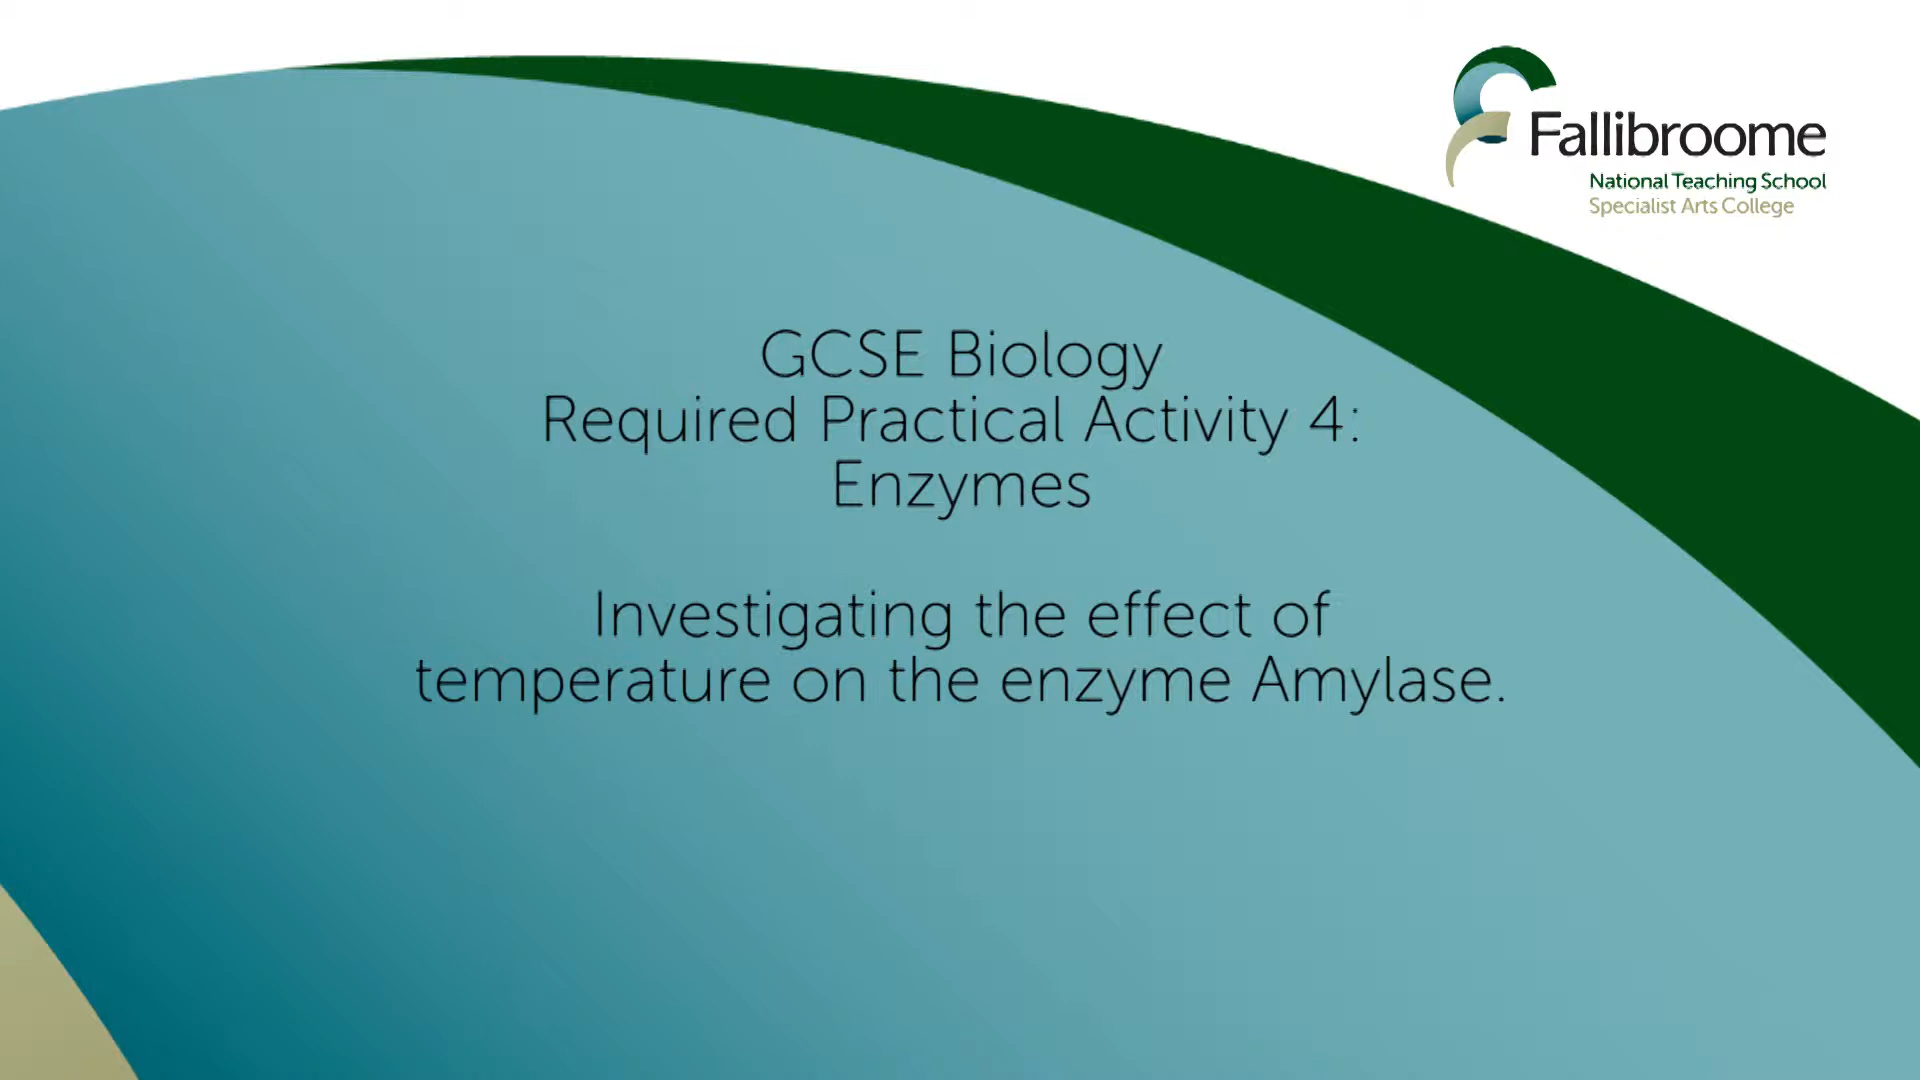 Fallibroome
National Teaching School
Specialist Arts College
GCSE Biology
Required Practical Activity 4:
Enzymes
Investigating the effect of
temperature on the enzyme Amylase.